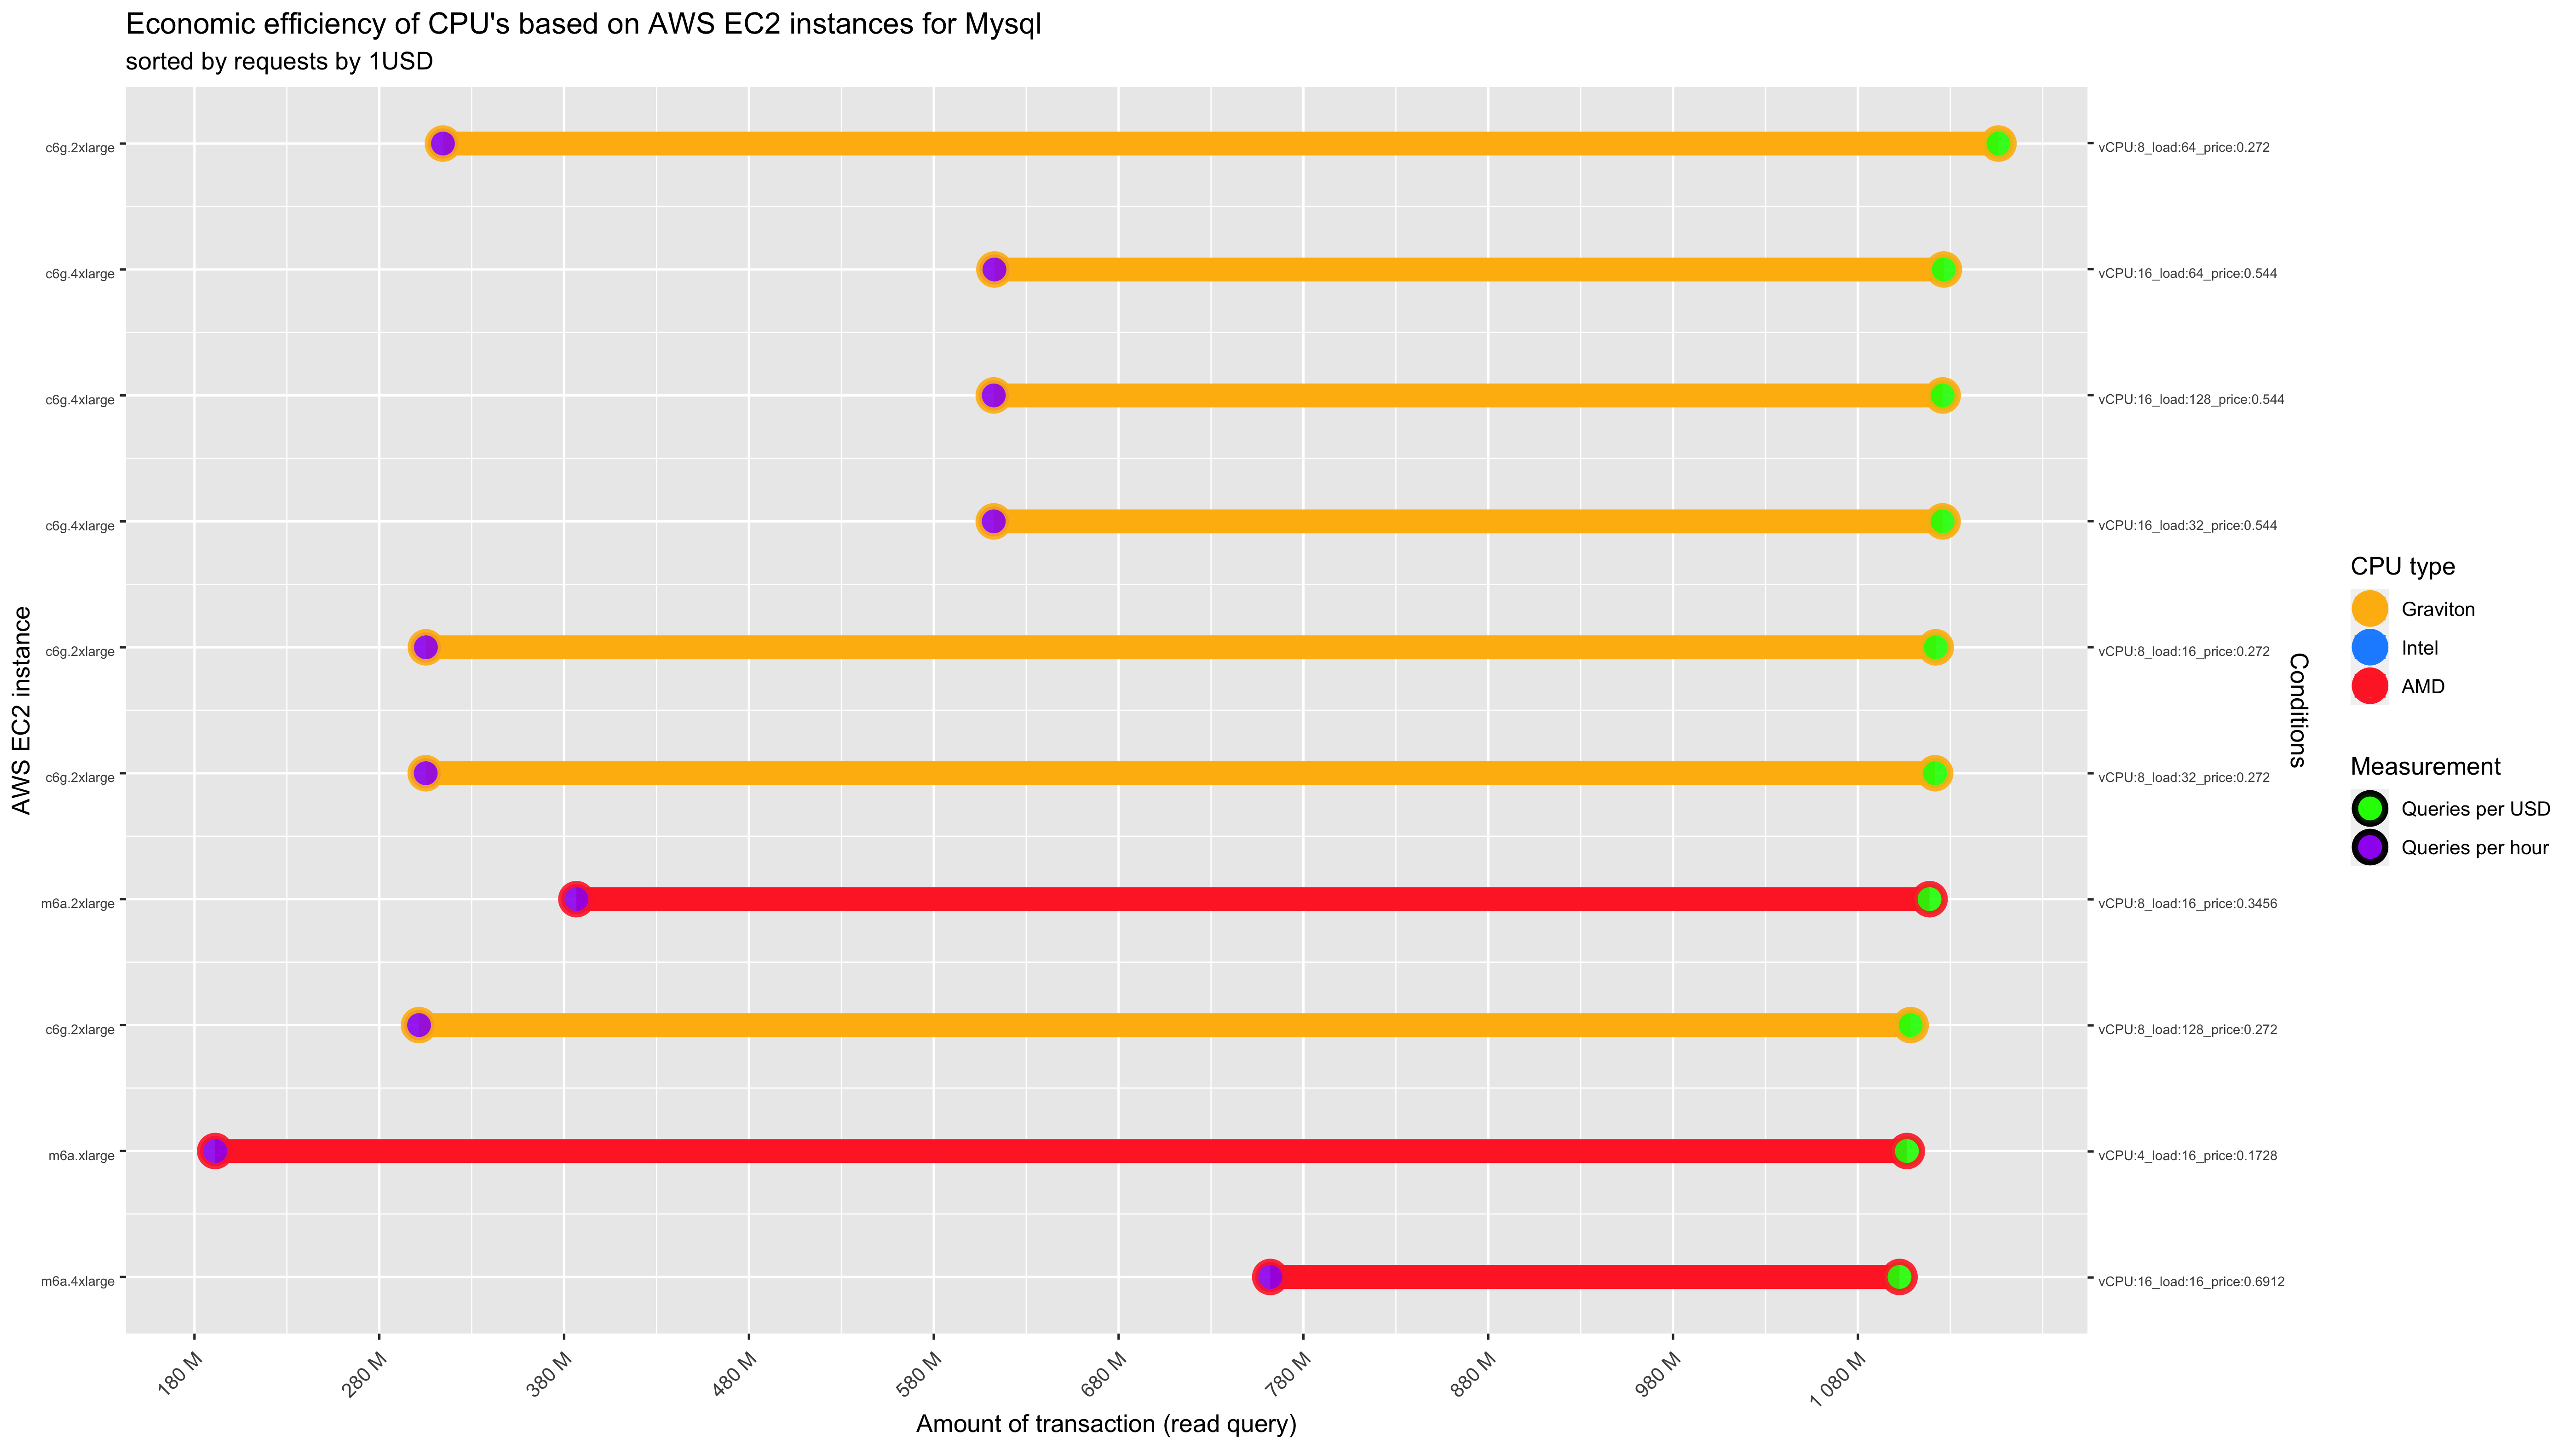 Economic efficiency of CPU's based on AWS EC2 instances for Mysql
sorted by requests by 1USD
AWS EC2 instance
c6g.2xlarge
c6g.4xlarge
c6g.4xlarge
c6g.4xlarge
c6g.2xlarge
c6g.2xlarge
m6a.2xlarge
c6g.2xlarge
m6a.xlarge
m6a.4xlarge
vCPU:8_load:64_price:0.272
vCPU:16_load:64_price:0.544
vCPU:16_load:128_price:0.544
vCPU:16_load:32_price:0.544
vCPU:8_load:16_price:0.272
vCPU:8_load:32_price:0.272
vCPU:8_load:16_price:0.3456
vCPU:8_load:128_price:0.272
vCPU:4_load:16_price:0.1728
vCPU:16_load:16_price:0.6912
Conditions
180 M
280 M
380 M
480 M
580 M
680 M
780 M
880 M
980 M
1 080 M
Amount of transaction (read query)
CPU type
Graviton
Intel
AMD
Measurement
Queries per USD
Queries per hour